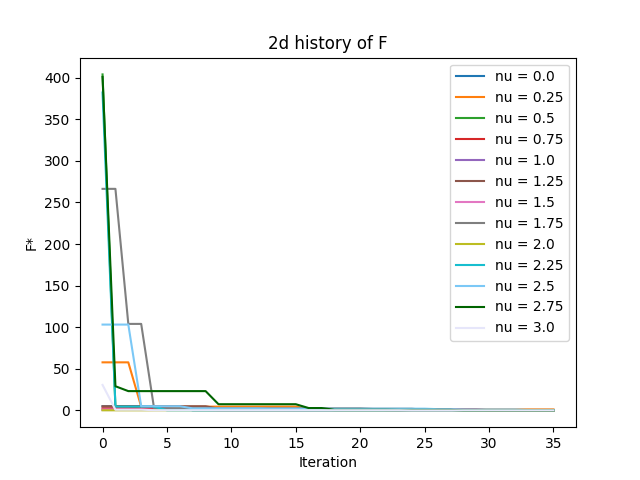 2d history of F
F*
400
350
300
250
200
150
100
50
0
nu = 0.0
nu = 0.25
nu = 0.5
nu = 0.75
nu = 1.0
nu = 1.25
nu = 1.5
nu = 1.75
nu = 2.0
nu = 2.25
nu = 2.5
nu = 2.75
nu = 3.0
0 5 10 15 20 25 30 35
Iteration